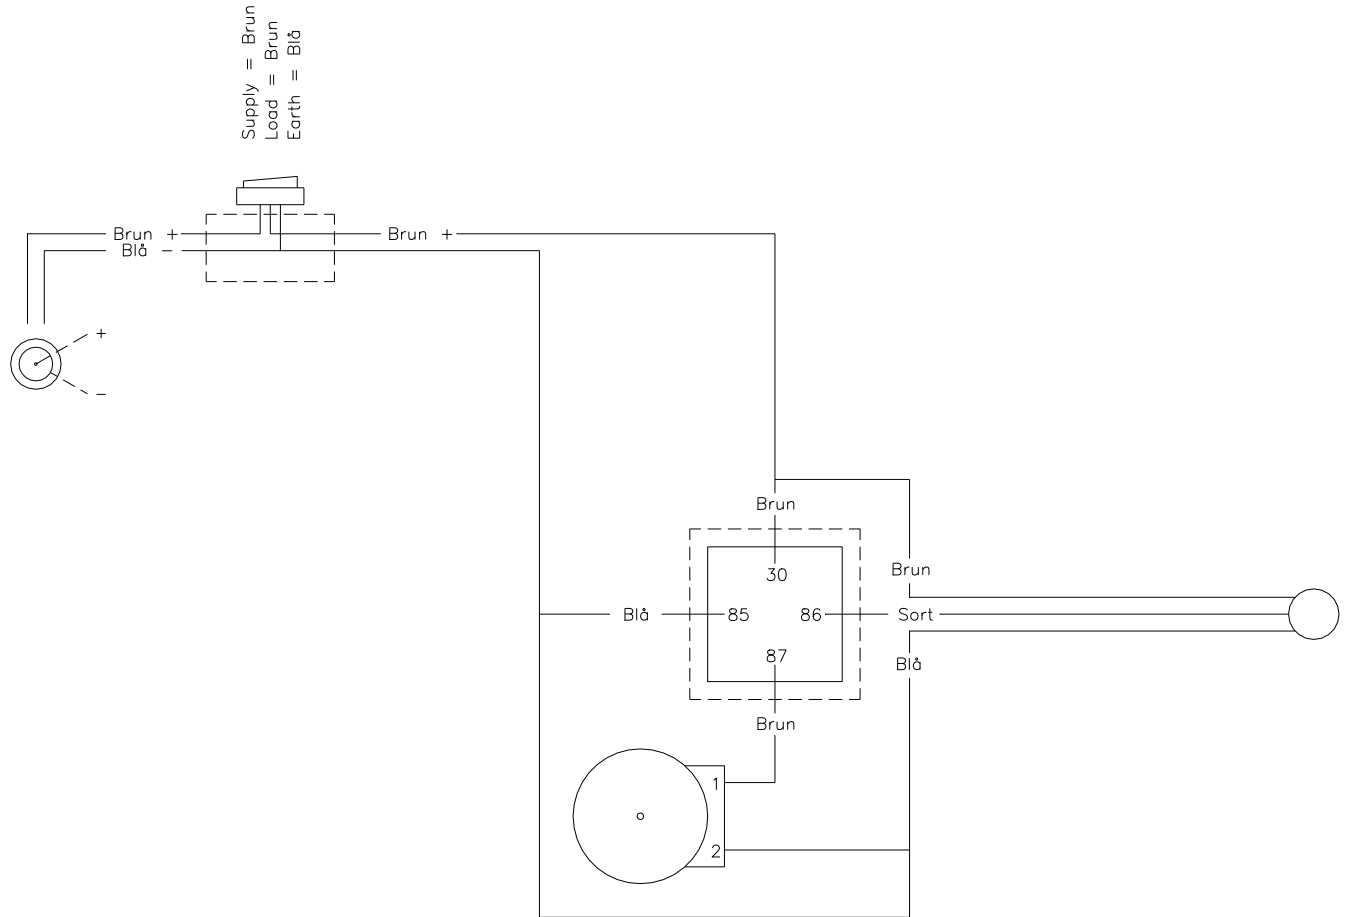 Supply = Brun
Load = Brun
Earth = Blå
Brun +
Brun +
Blå -
+
-
Brun
30
Brun
Blå
85
86
Sort
87
Blå
Brun
1
2